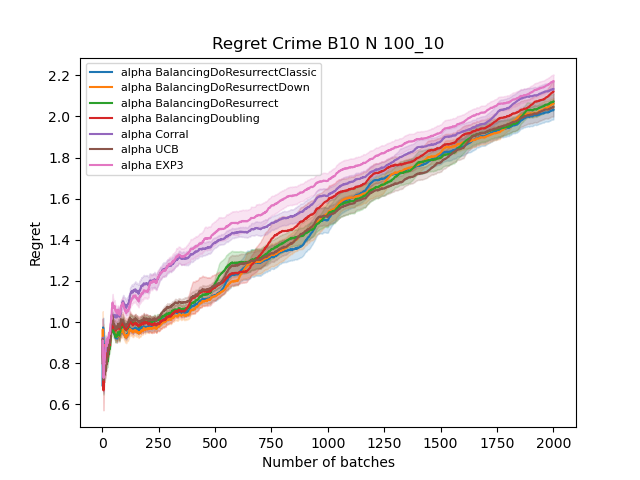 Regret Crime B10 N 100_10
alpha BalancingDoResurrectClassic
alpha BalancingDoResurrectDown
alpha BalancingDoResurrect
alpha BalancingDoubling
alpha Corral
alpha UCB
alpha EXP3
2.2
2.0
1.8
1.6
1.4
1.2
1.0
0.8
0.6
Regret
0 250 500 750 1000 1250 1500 1750 2000
Number of batches